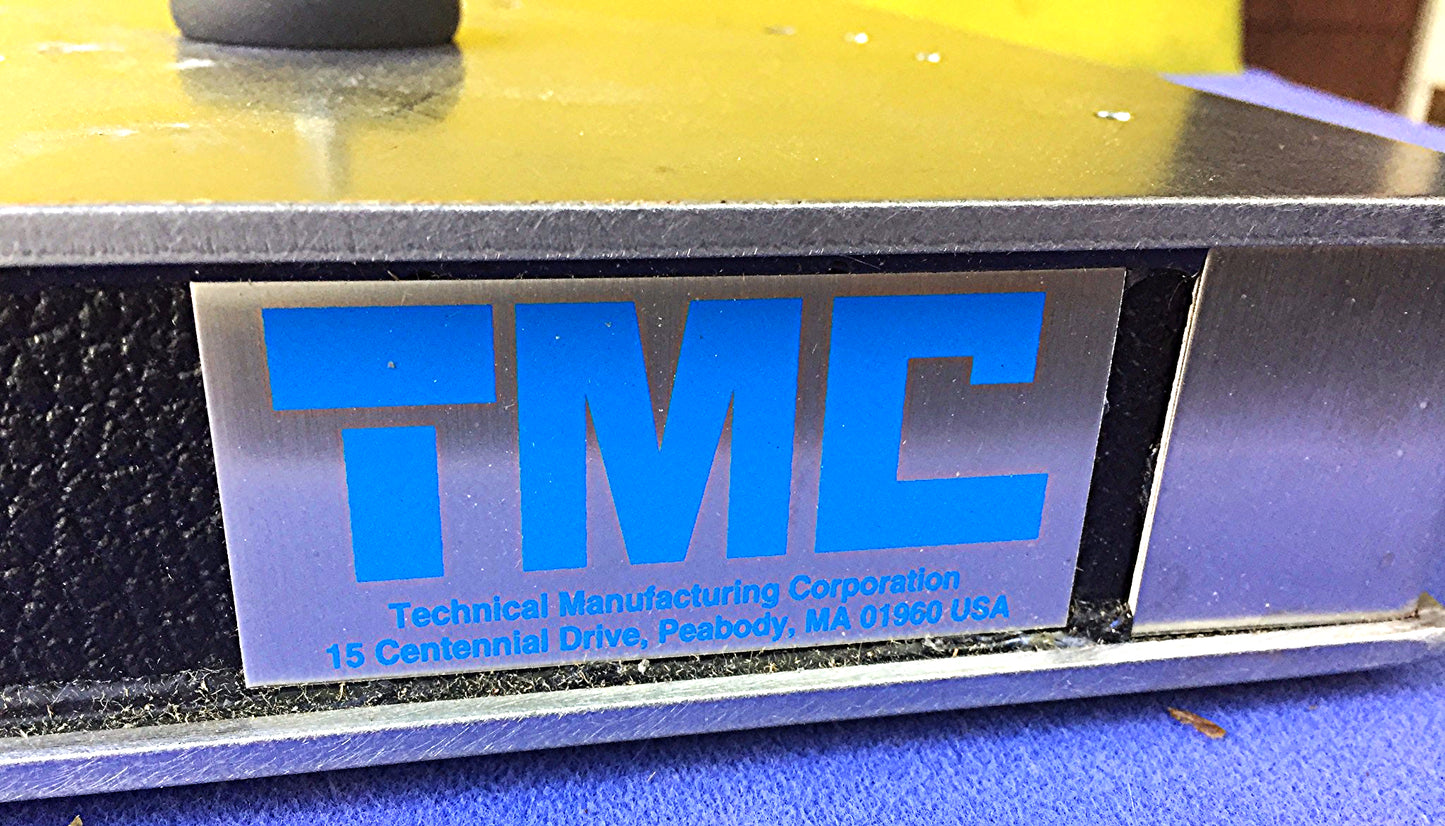 TMC
Technical Manufacturing Corporation
15 Centennial Drive, Peabody, MA 01960 USA